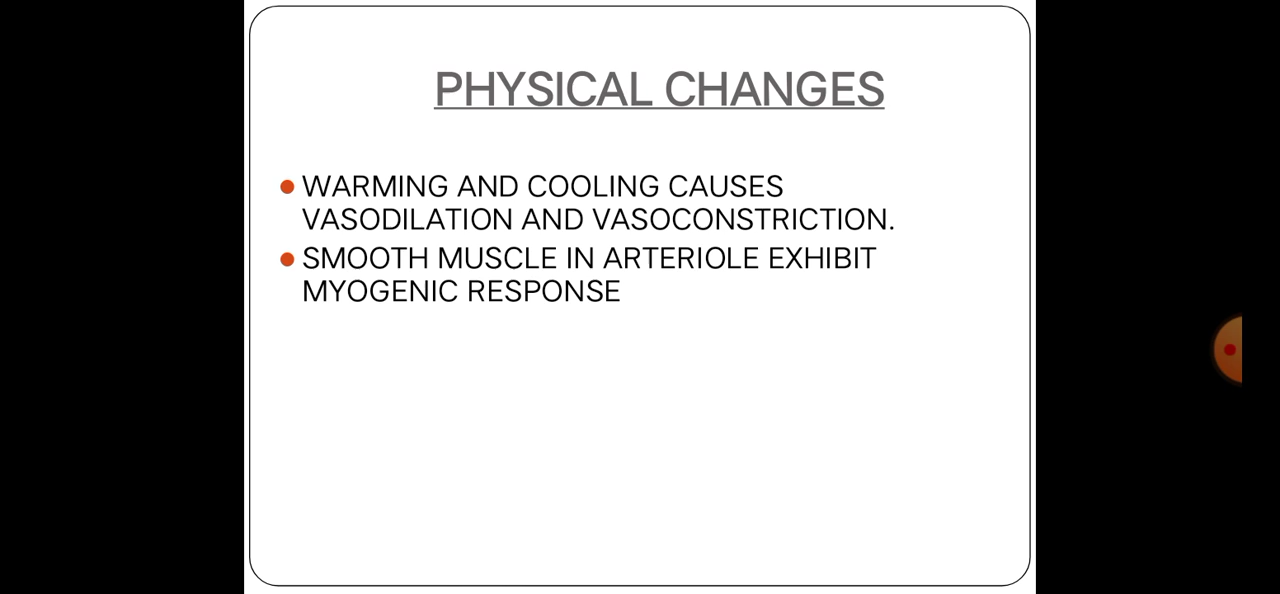 PHYSICAL CHANGES
WARMING AND COOLING CAUSES
VASODILATION AND VASOCONSTRICTION.
SMOOTH MUSCLE IN ARTERIOLE EXHIBIT
MYOGENIC RESPONSE